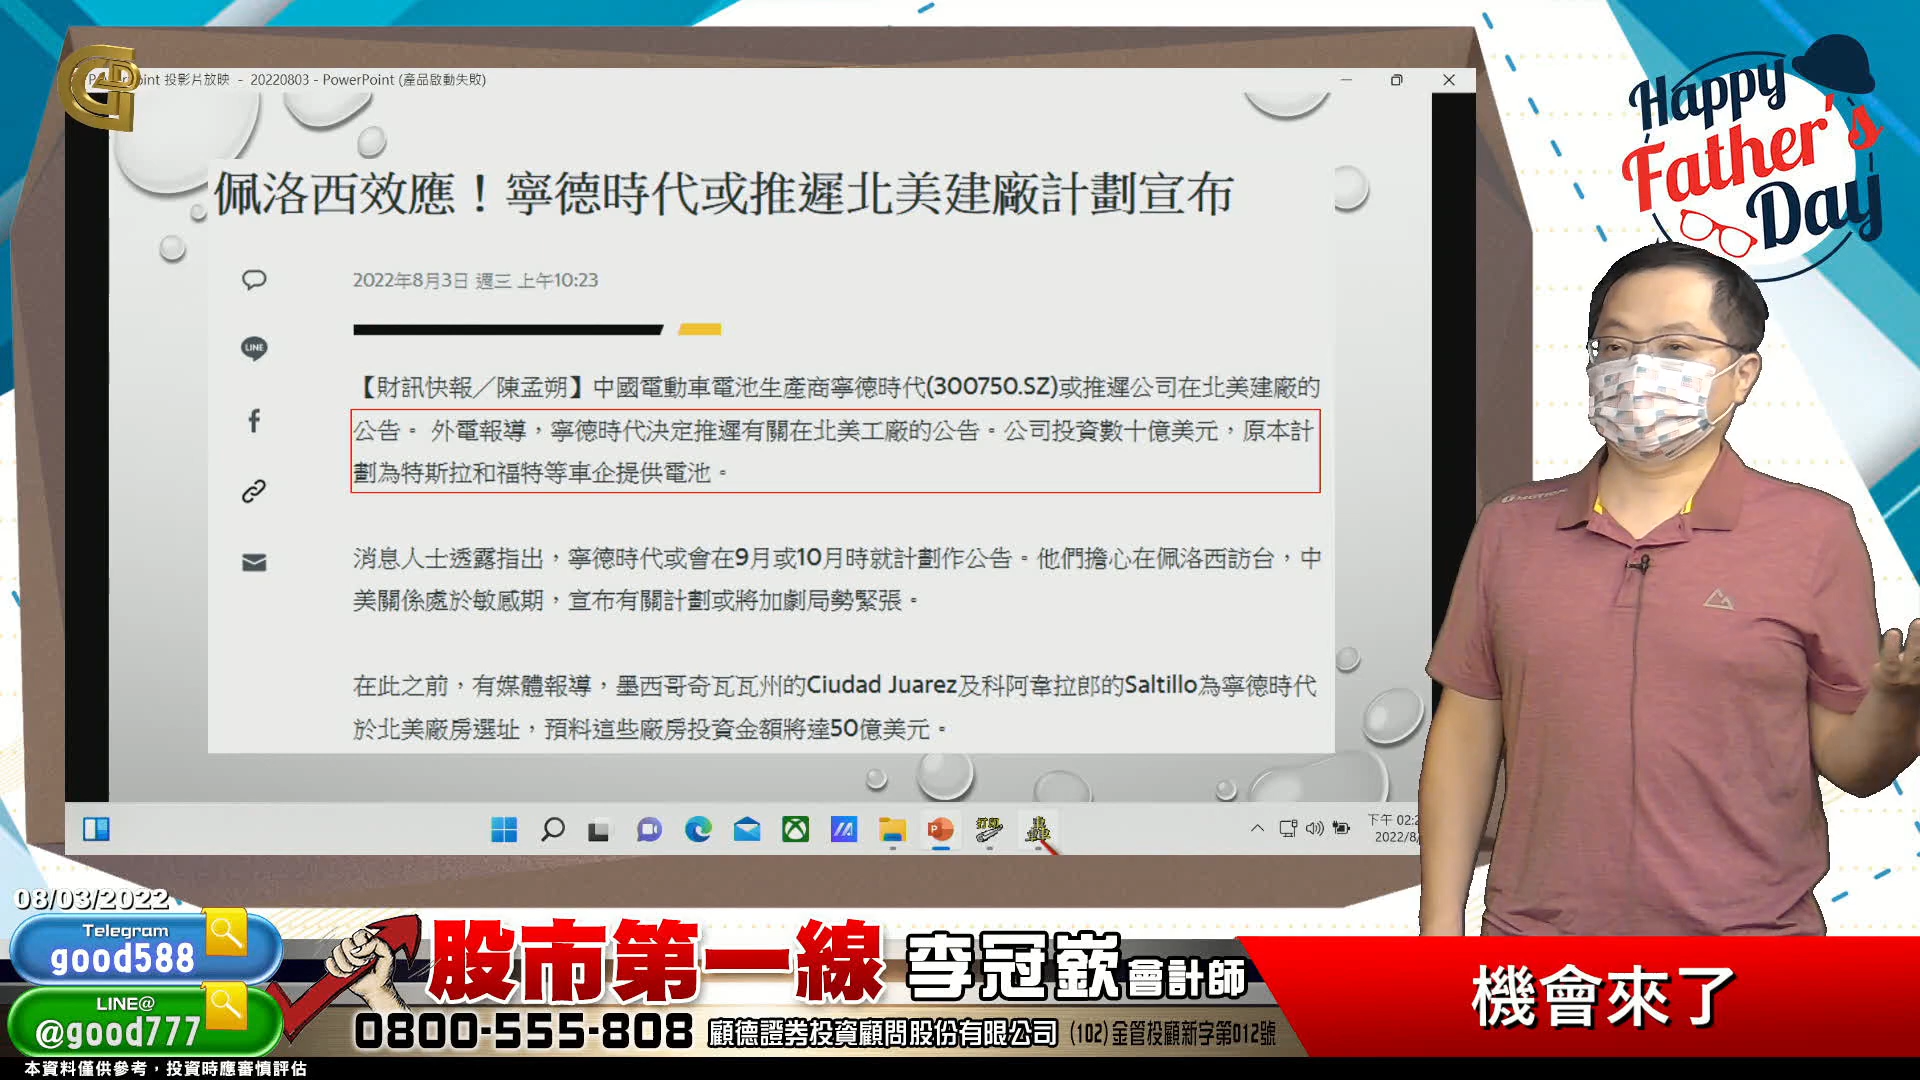 PowerPoint 投影片放映 - 20220803 - PowerPoint (產品啟動失敗)
Happy
Father's
Day
佩洛西效應！寧德時代或推遲北美建廠計劃宣布
2022年8月3日 週三 上午10:23
LINE
【財訊快報／陳孟朔】中國電動車電池生產商寧德時代(300750.SZ)或推遲公司在北美建廠的
公告。 外電報導，寧德時代決定推遲有關在北美工廠的公告。公司投資數十億美元，原本計
劃為特斯拉和福特等車企提供電池。
消息人士透露指出，寧德時代或會在9月或10月時就計劃作公告。他們擔心在佩洛西訪台，中
美關係處於敏感期，宣布有關計劃或將加劇局勢緊張。
在此之前，有媒體報導，墨西哥奇瓦瓦州的Ciudad Juarez及科阿韋拉郎的Saltillo為寧德時代
於北美廠房選址，預料這些廠房投資金額將達50億美元。
下午 02:2
2022/8/
08/03/2022
Telegram
good588
LINE@
@good777
股市第一線 李冠嶔會計師
0800-555-808 顧德證券投資顧問股份有限公司 (102)金管投顧新字第012號
機會來了
本資料僅供參考，投資時應審慎評估